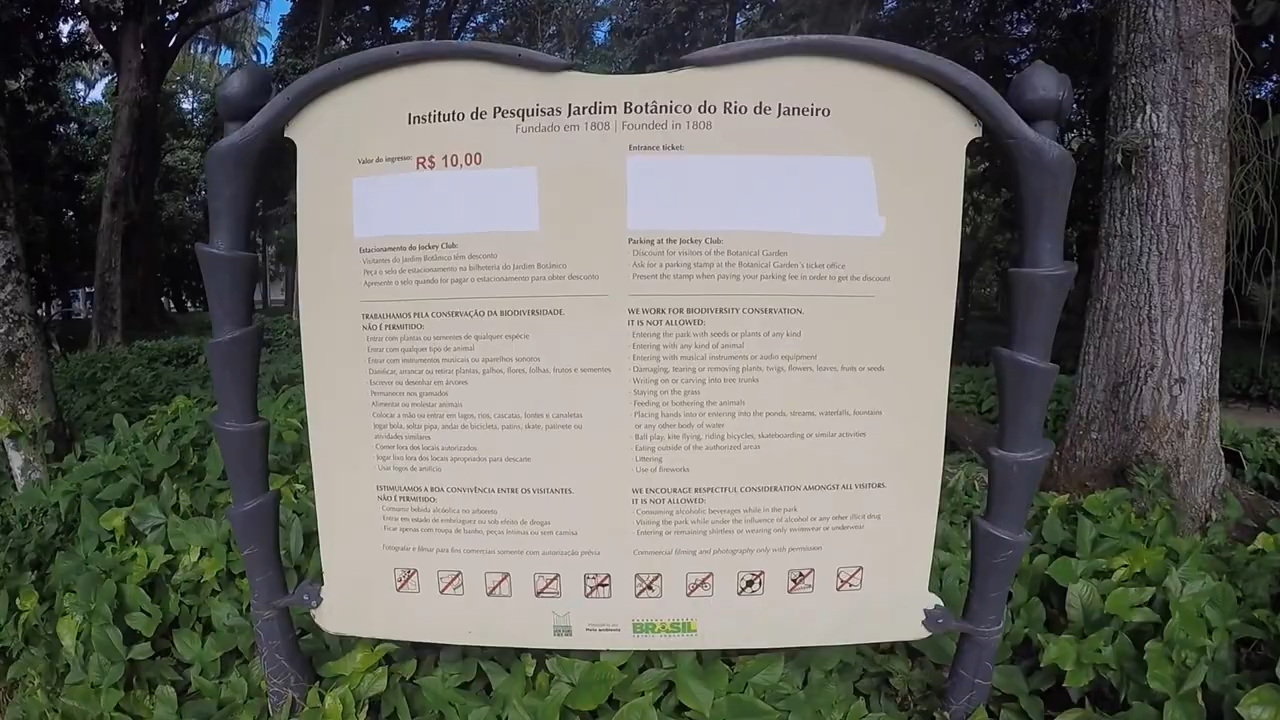 Instituto de Pesquisas Jardim Botânico do Rio de Janeiro
Fundado em 1808 | Founded in 1808
Valor do ingresso: R$ 10,00
Estacionamento do Jockey Club:
· Visitantes do Jardim Botânico têm desconto
· Peça o selo de estacionamento na bilheteria do Jardim Botânico
· Apresente o selo quando for pagar o estacionamento para obter desconto
TRABALHAMOS PELA CONSERVAÇÃO DA BIODIVERSIDADE.
NÃO É PERMITIDO:
· Entrar com plantas ou sementes de qualquer espécie
· Entrar com qualquer tipo de animal
· Entrar com instrumentos musicais ou aparelhos sonoros
· Danificar, arrancar ou retirar plantas, galhos, flores, folhas, frutos e sementes
· Escrever ou desenhar em árvores
· Permanecer nos gramados
· Alimentar ou molestar animais
· Colocar a mão ou entrar em lagos, rios, cascatas, fontes e canaletas
· Jogar bola, soltar pipa, andar de bicicleta, patins, skate, patinete ou
atividades similares
· Comer fora dos locais autorizados
· Jogar lixo fora dos locais apropriados para descarte
· Usar fogos de artifício
ESTIMULAMOS A BOA CONVIVÊNCIA ENTRE OS VISITANTES.
NÃO É PERMITIDO:
· Consumir bebida alcóolica no arboreto
· Entrar em estado de embriaguez ou sob efeito de drogas
· Ficar apenas com roupa de banho, peças íntimas ou sem camisa
Fotografar e filmar para fins comerciais somente com autorização prévia
Entrance ticket:
Parking at the Jockey Club:
· Discount for visitors of the Botanical Garden
· Ask for a parking stamp at the Botanical Garden´s ticket office
· Present the stamp when paying your parking fee in order to get the discount
WE WORK FOR BIODIVERSITY CONSERVATION.
IT IS NOT ALLOWED:
· Entering the park with seeds or plants of any kind
· Entering with any kind of animal
· Entering with musical instruments or audio equipment
· Damaging, tearing or removing plants, twigs, flowers, leaves, fruits or seeds
· Writing on or carving into tree trunks
· Staying on the grass
· Feeding or bothering the animals
· Placing hands into or entering into the ponds, streams, waterfalls, fountains
or any other body of water
· Ball play, kite flying, riding bicycles, skateboarding or similar activities
· Eating outside of the authorized areas
· Littering
· Use of fireworks
WE ENCOURAGE RESPECTFUL CONSIDERATION AMONGST ALL VISITORS.
IT IS NOT ALLOWED:
· Consuming alcoholic beverages while in the park
· Visiting the park while under the influence of alcohol or any other illicit drug
· Entering or remaining shirtless or wearing only swimwear or underwear
Commercial filming and photography only with permission
Meio Ambiente
BRASIL